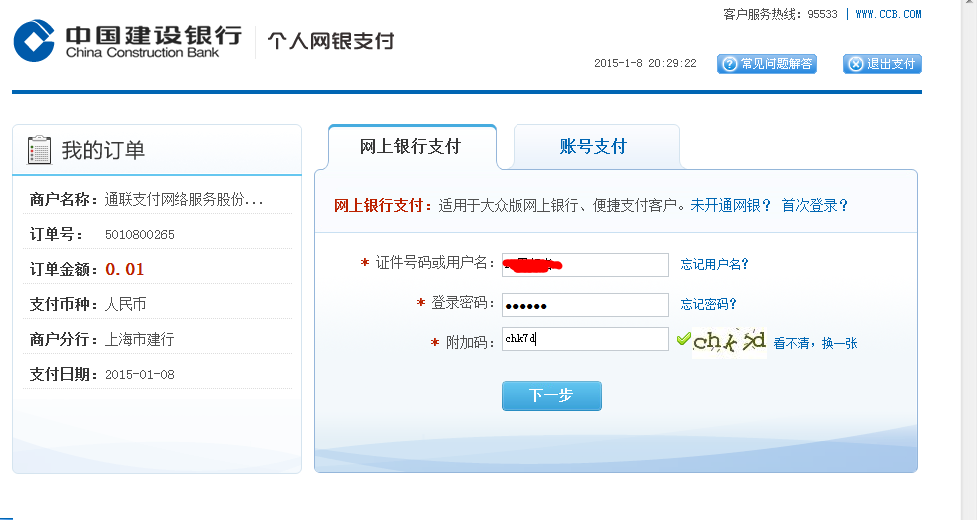 客户服务热线：95533 | WWW.CCB.COM
中国建设银行
China Construction Bank
个人网银支付
2015-1-8 20:29:22 常见问题解答 退出支付
我的订单
商户名称：通联支付网络服务股份...
订单号：5010800265
订单金额：0.01
支付币种：人民币
商户分行：上海市建行
支付日期：2015-01-08
网上银行支付 账号支付
网上银行支付：适用于大众版网上银行、便捷支付客户。未开通网银？ 首次登录？
* 证件号码或用户名： 忘记用户名?
* 登录密码：●●●●●● 忘记密码?
* 附加码：chk7d chk7d 看不清，换一张
下一步